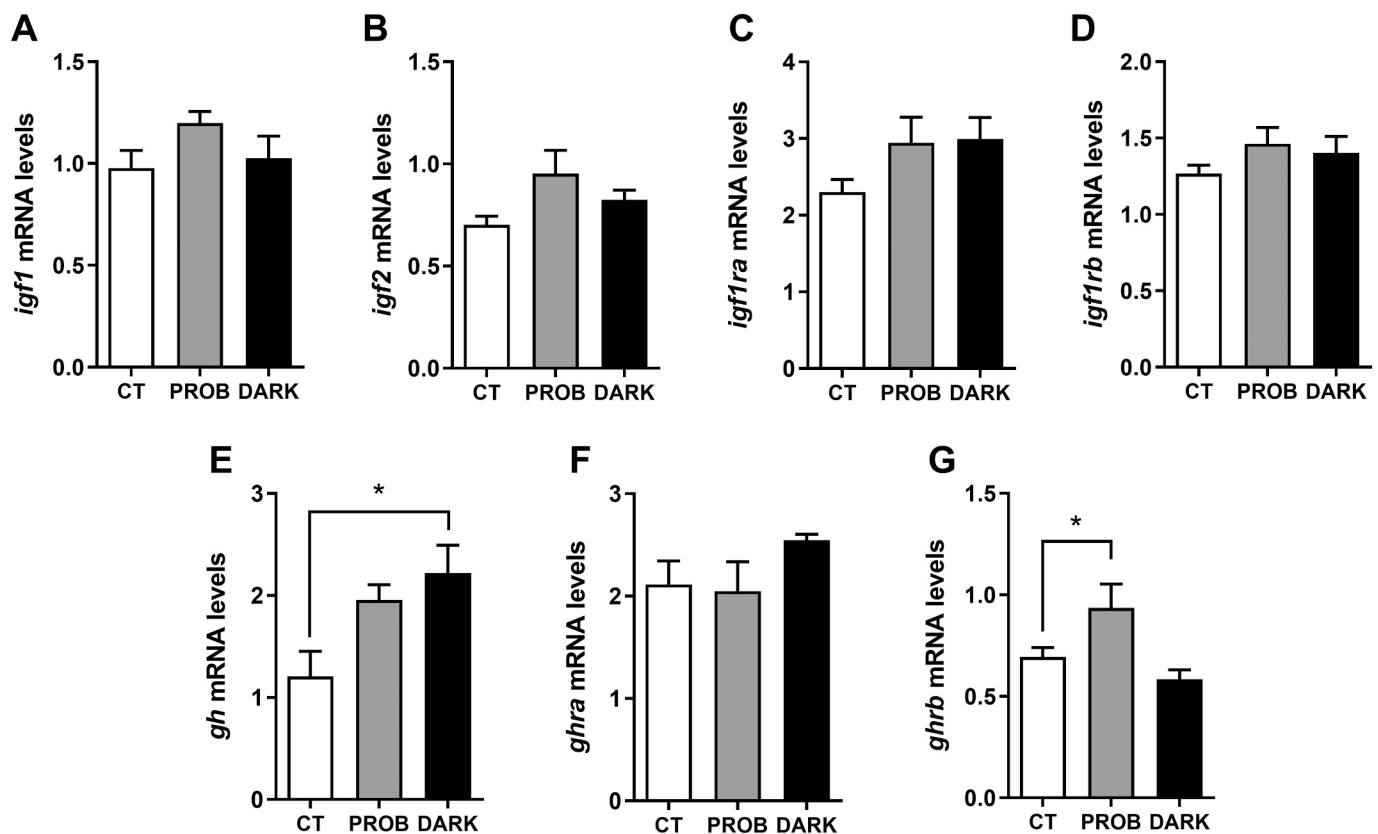 A
igf1 mRNA levels
1.5
1.0
0.5
0.0
CT PROB DARK
B
igf2 mRNA levels
1.5
1.0
0.5
0.0
CT PROB DARK
C
igf1ra mRNA levels
4
3
2
1
0
CT PROB DARK
D
igf1rb mRNA levels
2.0
1.5
1.0
0.5
0.0
CT PROB DARK
E
gh mRNA levels
3
2
1
0
*
CT PROB DARK
F
ghra mRNA levels
3
2
1
0
CT PROB DARK
G
ghrb mRNA levels
1.5
1.0
0.5
0.0
*
CT PROB DARK